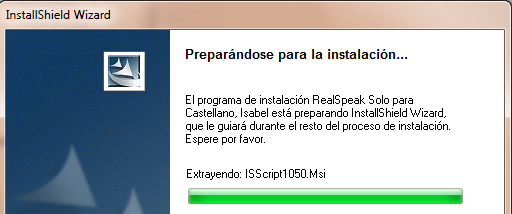 InstallShield Wizard
Preparándose para la instalación...
El programa de instalación RealSpeak Solo para
Castellano, Isabel está preparando InstallShield Wizard,
que le guiará durante el resto del proceso de instalación.
Espere por favor.
Extrayendo: ISScript1050.Msi